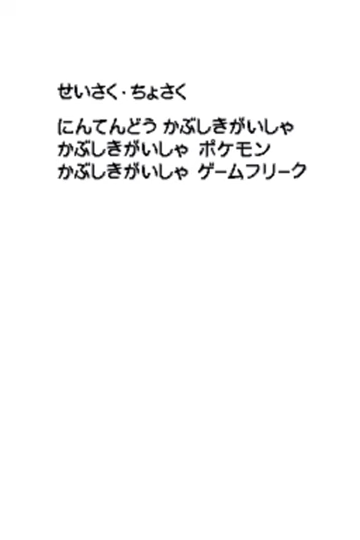 せいさく・ちょさく
にんてんどう かぶしきがいしゃ
かぶしきがいしゃ ポケモン
かぶしきがいしゃ ゲームフリーク